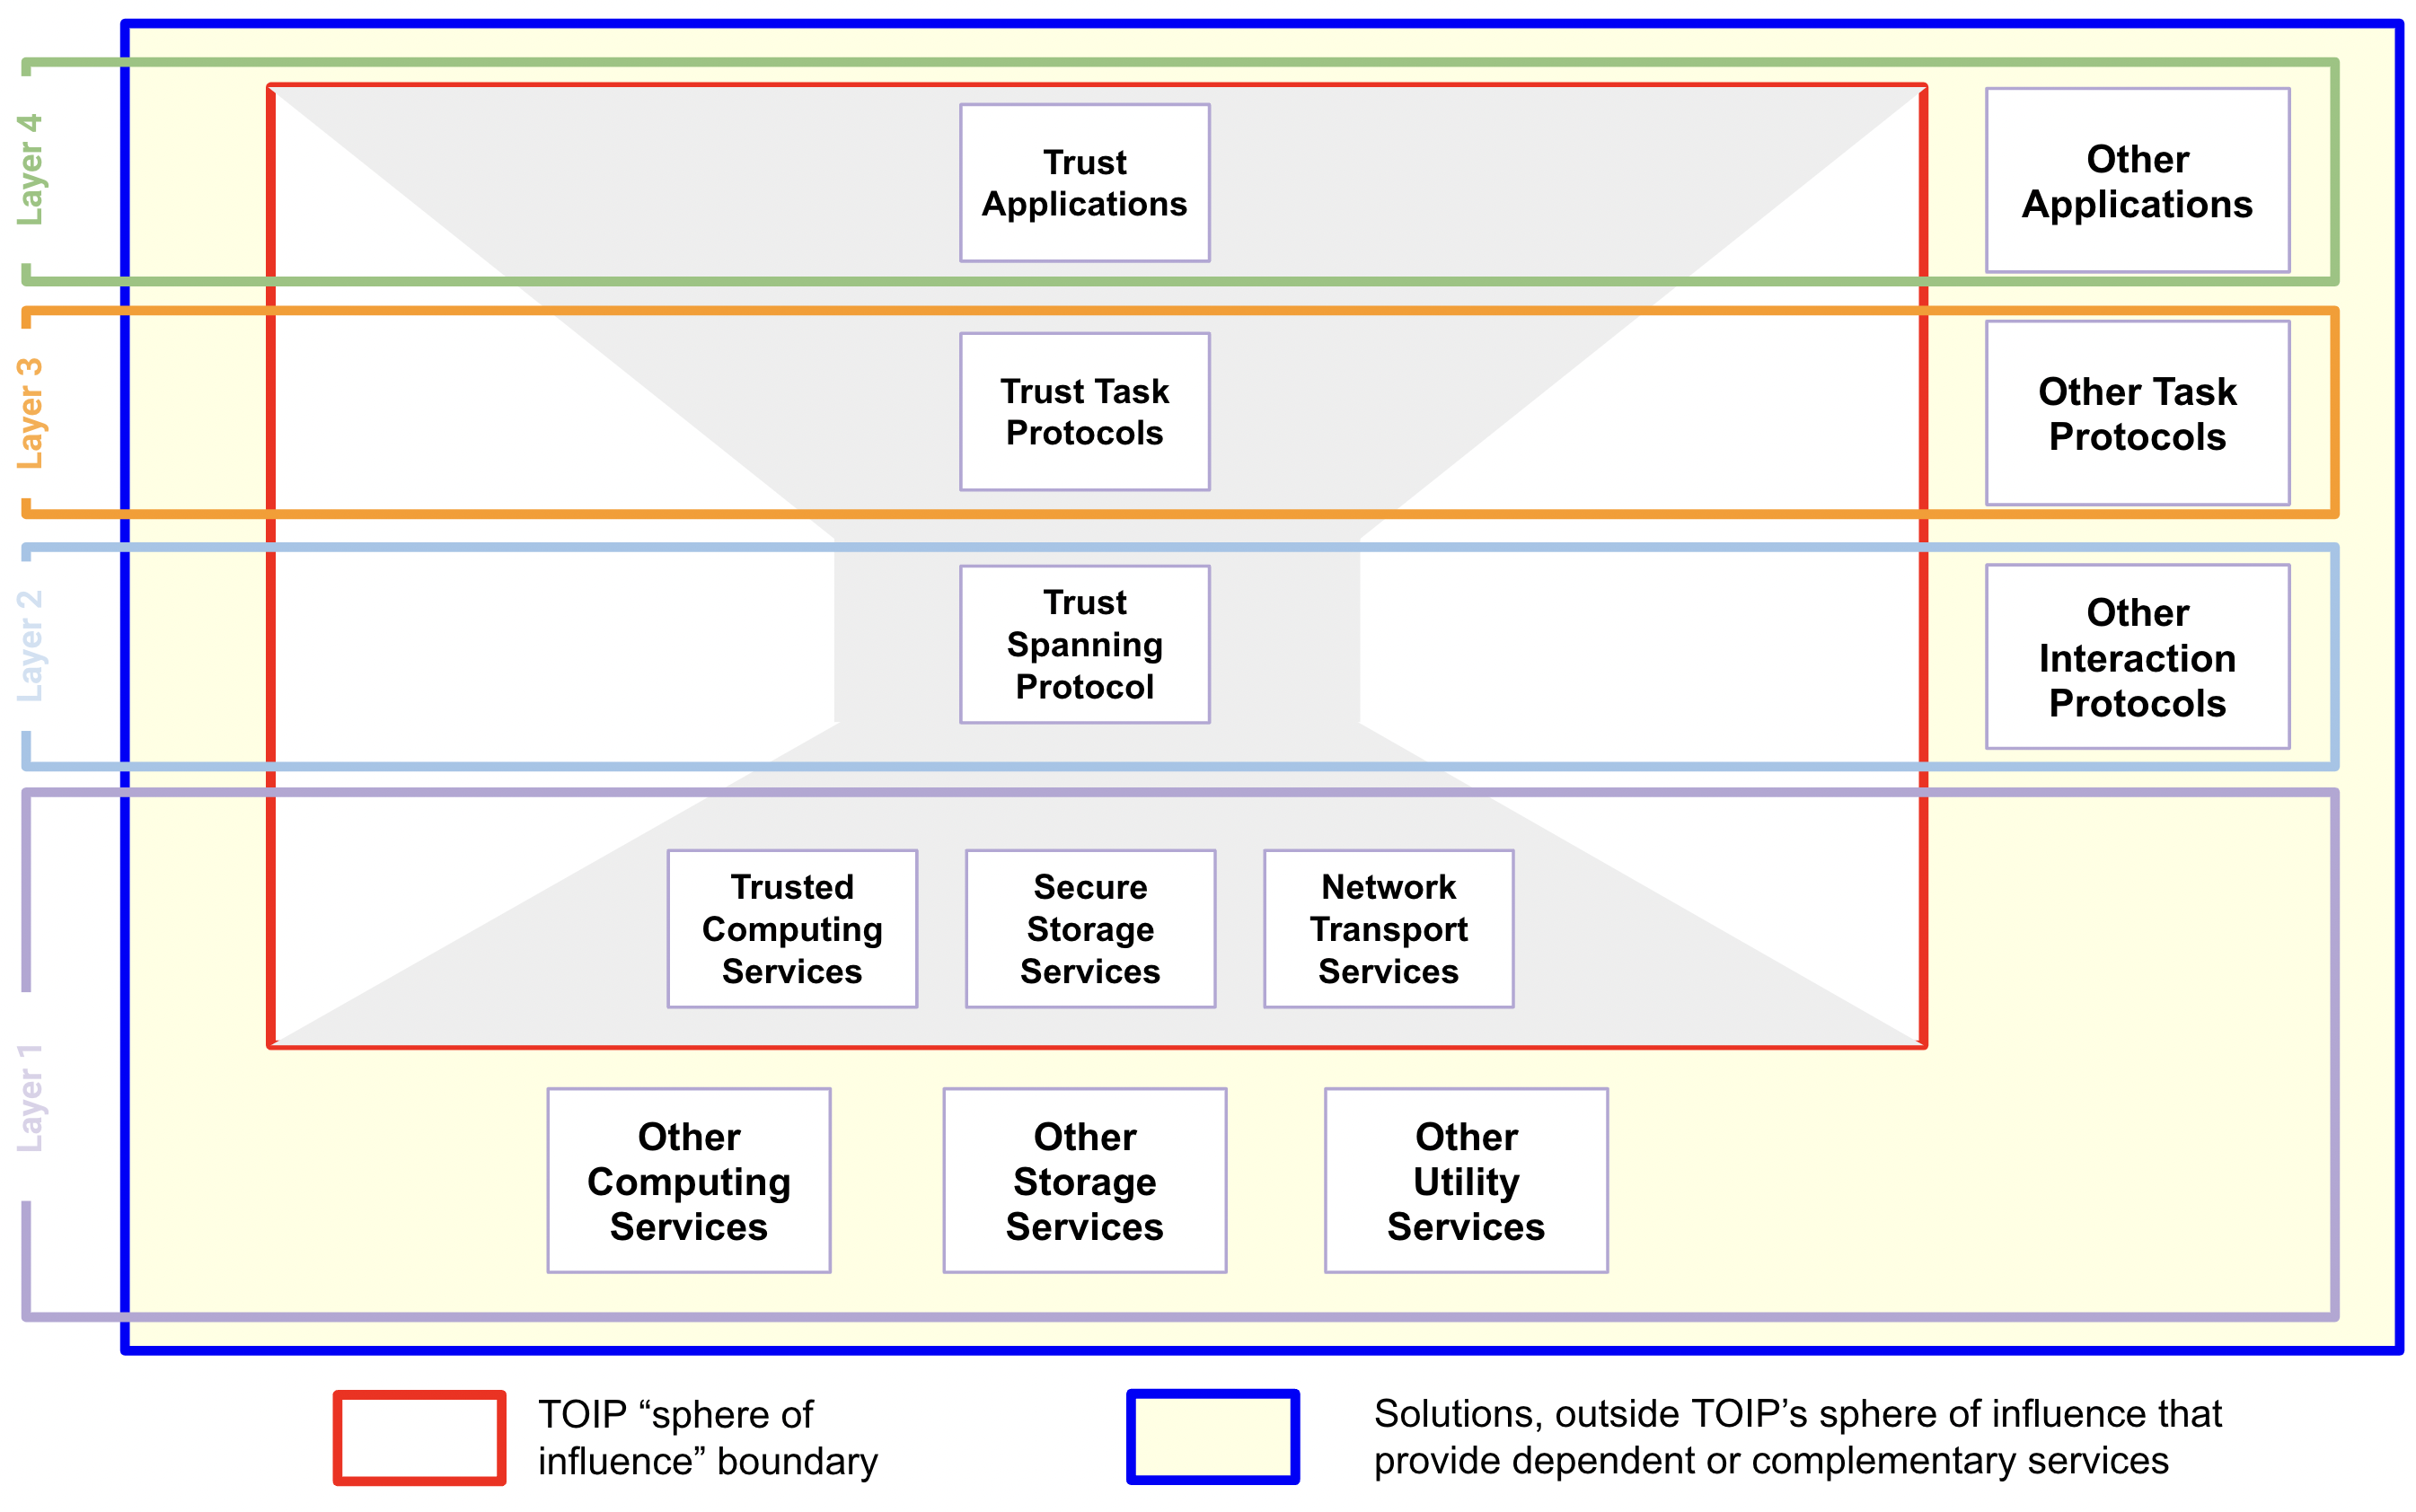 Layer 4
Trust
Applications
Other
Applications
Layer 3
Trust Task
Protocols
Other Task
Protocols
Layer 2
Trust
Spanning
Protocol
Other
Interaction
Protocols
Layer 1
Trusted
Computing
Services
Secure
Storage
Services
Network
Transport
Services
Other
Computing
Services
Other
Storage
Services
Other
Utility
Services
TOIP “sphere of
influence” boundary
Solutions, outside TOIP’s sphere of influence that
provide dependent or complementary services